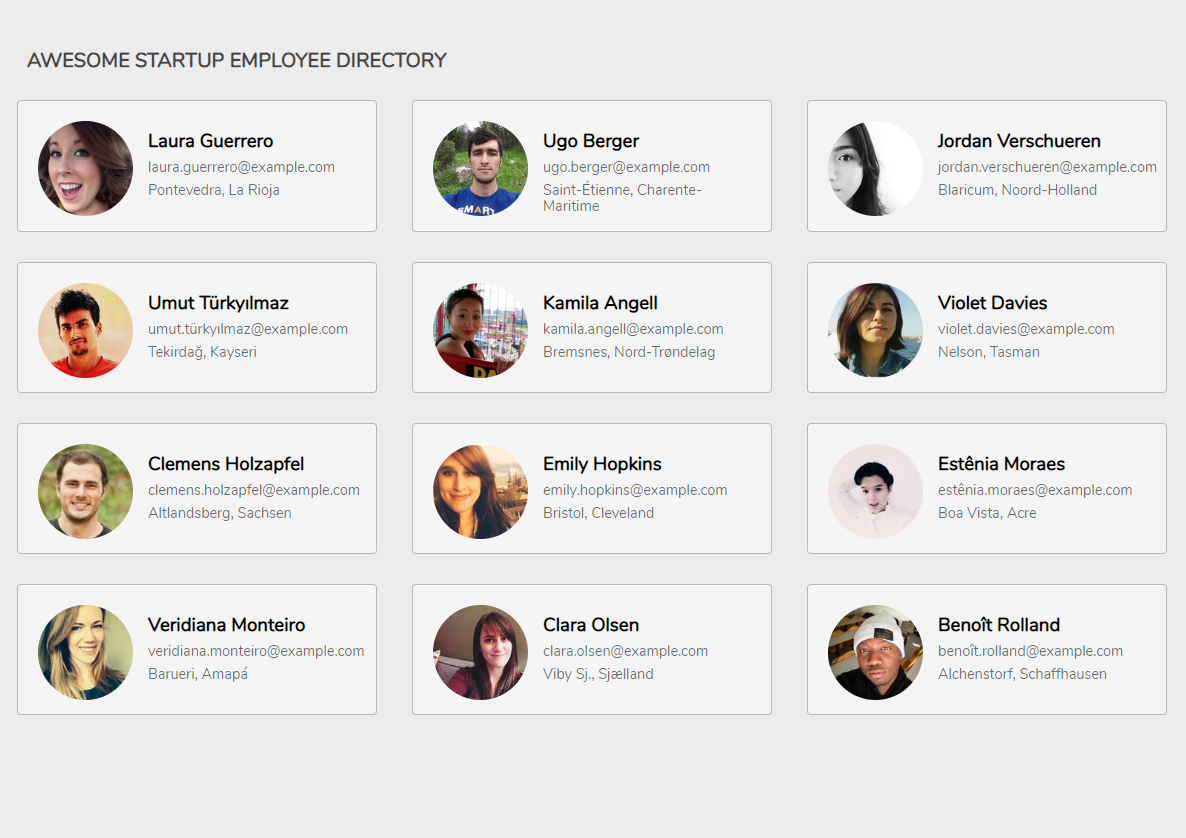 AWESOME STARTUP EMPLOYEE DIRECTORY
Laura Guerrero
laura.guerrero@example.com
Pontevedra, La Rioja
Ugo Berger
ugo.berger@example.com
Saint-Étienne, Charente-
Maritime
SMART
Jordan Verschueren
jordan.verschueren@example.com
Blaricum, Noord-Holland
Umut Türkyılmaz
umut.türkyılmaz@example.com
Tekirdağ, Kayseri
Kamila Angell
kamila.angell@example.com
Bremsnes, Nord-Trøndelag
Violet Davies
violet.davies@example.com
Nelson, Tasman
Clemens Holzapfel
clemens.holzapfel@example.com
Altlandsberg, Sachsen
Emily Hopkins
emily.hopkins@example.com
Bristol, Cleveland
Estênia Moraes
estênia.moraes@example.com
Boa Vista, Acre
Veridiana Monteiro
veridiana.monteiro@example.com
Barueri, Amapá
Clara Olsen
clara.olsen@example.com
Viby Sj., Sjælland
Benoît Rolland
benoît.rolland@example.com
Alchenstorf, Schaffhausen